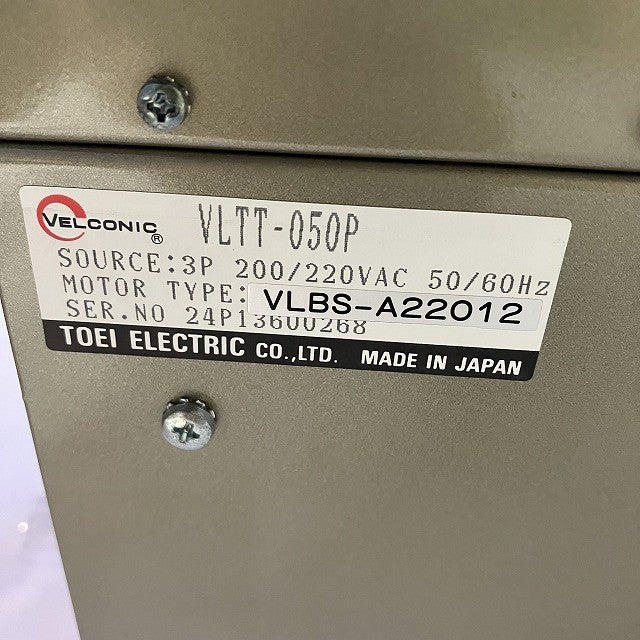 VELCONIC® VLTT-050P
SOURCE:3P 200/220VAC 50/60Hz
MOTOR TYPE: VLBS-A22012
SER.NO 24P13600268
TOEI ELECTRIC CO.,LTD. MADE IN JAPAN